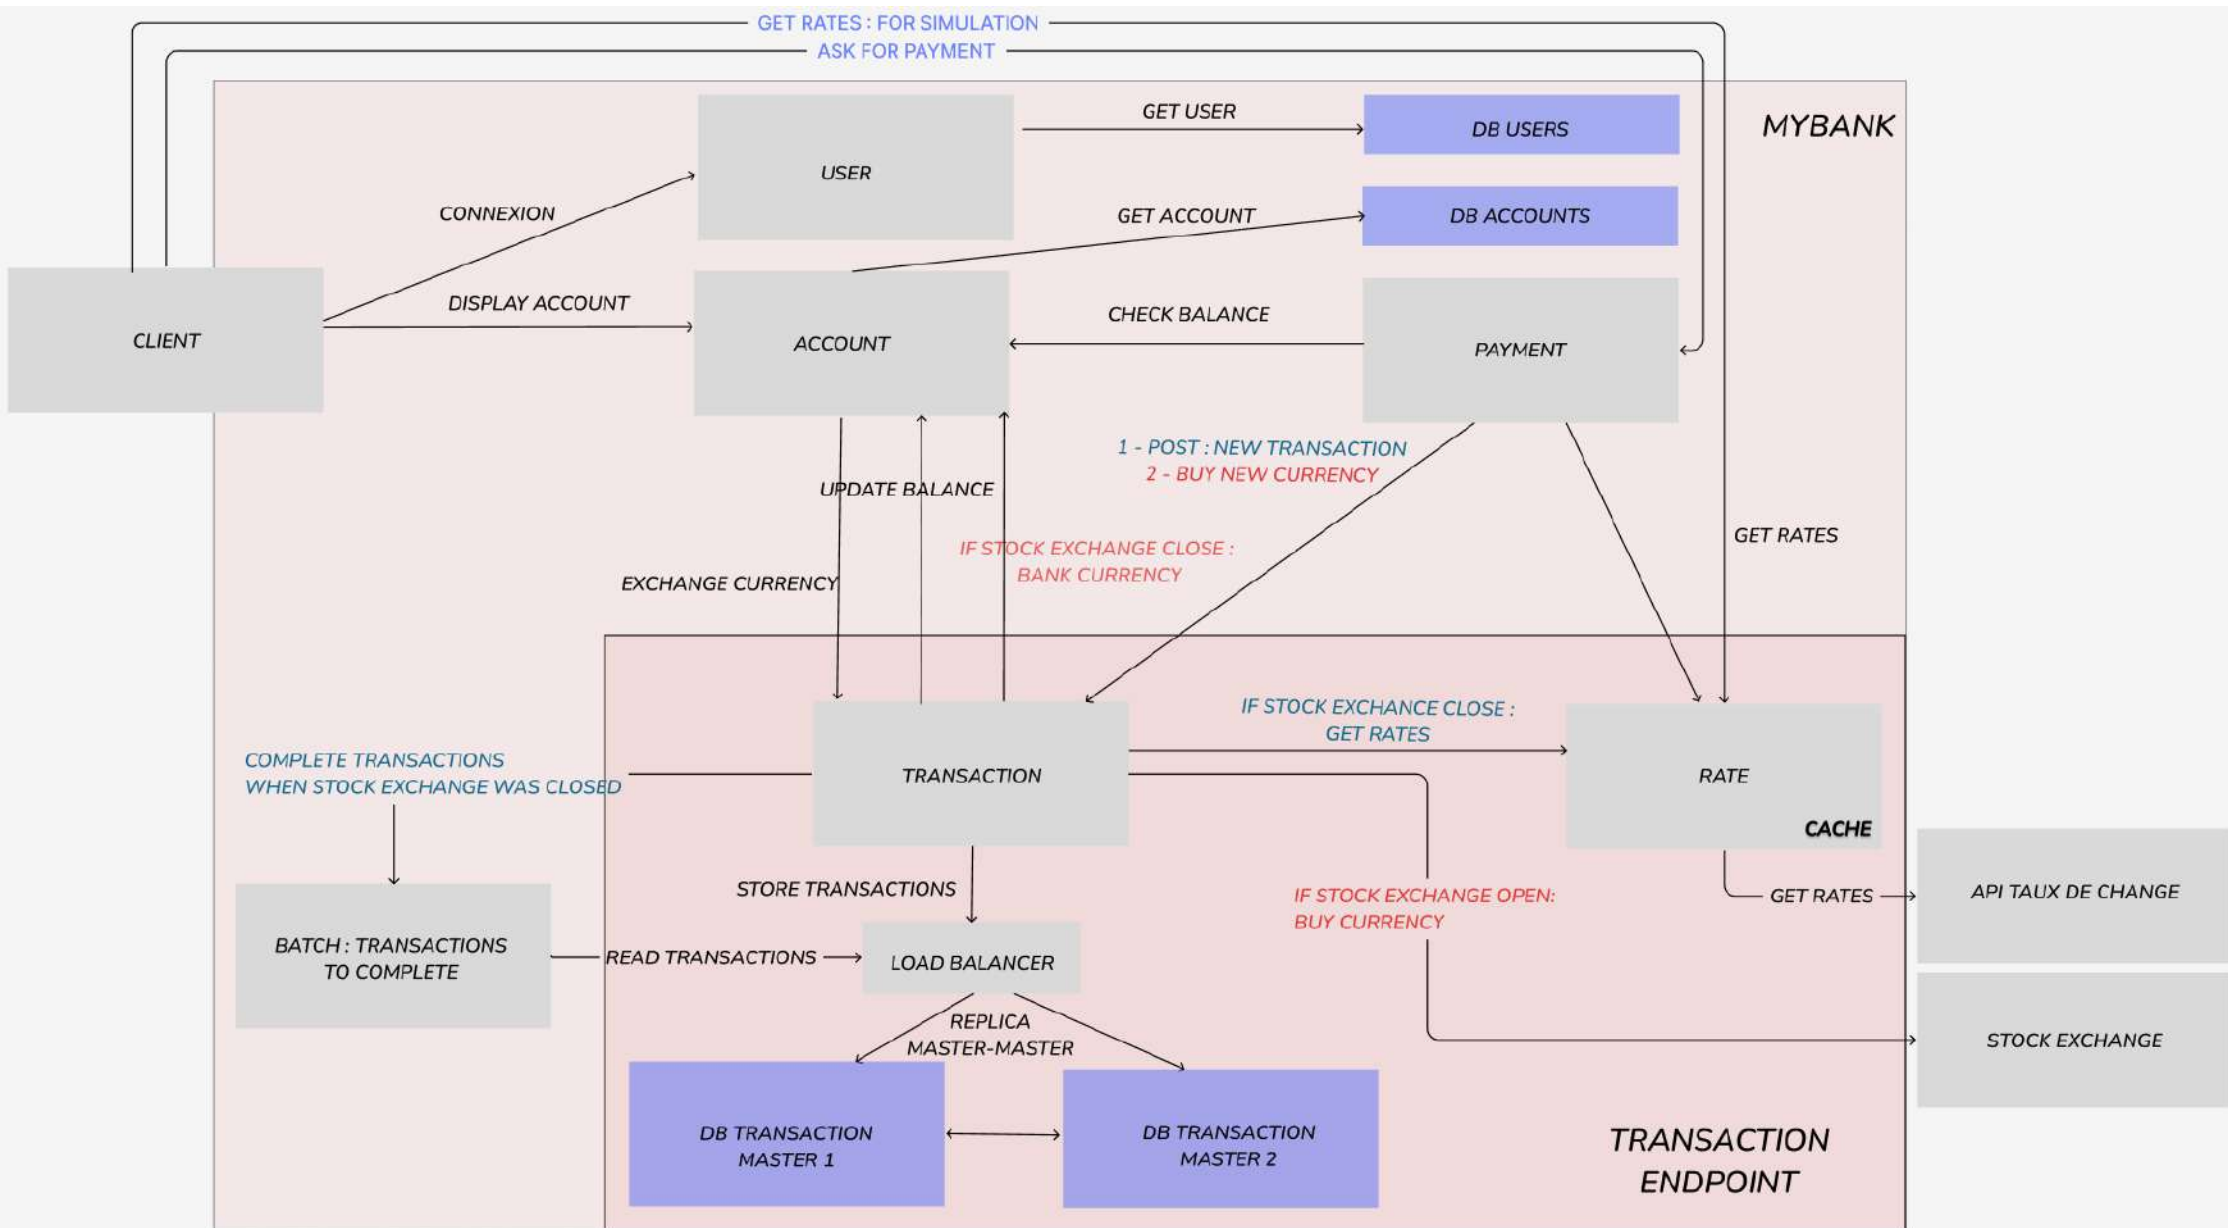 GET RATES : FOR SIMULATION
ASK FOR PAYMENT
MYBANK
GET USER
DB USERS
USER
CONNEXION
GET ACCOUNT
DB ACCOUNTS
DISPLAY ACCOUNT
CHECK BALANCE
CLIENT
ACCOUNT
PAYMENT
1 - POST : NEW TRANSACTION
2 - BUY NEW CURRENCY
UPDATE BALANCE
IF STOCK EXCHANGE CLOSE :
BANK CURRENCY
GET RATES
EXCHANGE CURRENCY
IF STOCK EXCHANCE CLOSE :
GET RATES
COMPLETE TRANSACTIONS
WHEN STOCK EXCHANGE WAS CLOSED
TRANSACTION
RATE
CACHE
STORE TRANSACTIONS
IF STOCK EXCHANGE OPEN:
BUY CURRENCY
GET RATES
API TAUX DE CHANGE
BATCH : TRANSACTIONS
TO COMPLETE
READ TRANSACTIONS
LOAD BALANCER
REPLICA
MASTER-MASTER
STOCK EXCHANGE
DB TRANSACTION
MASTER 1
DB TRANSACTION
MASTER 2
TRANSACTION
ENDPOINT